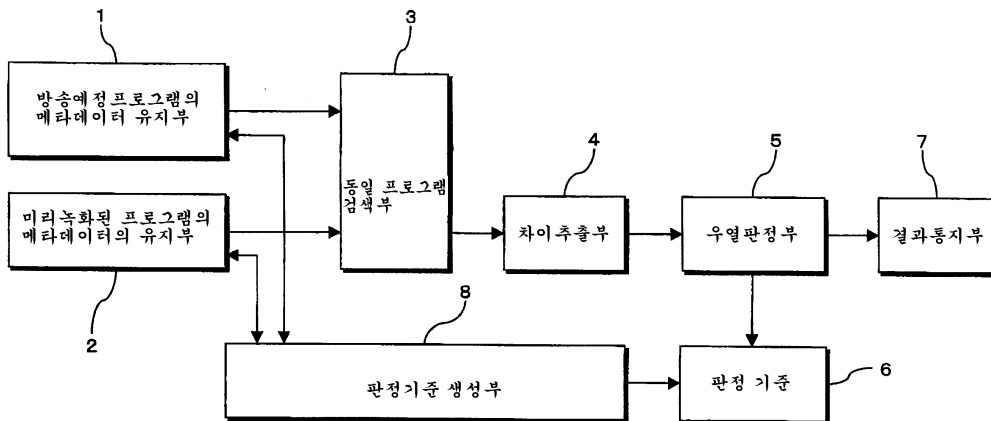 1
방송예정프로그램의
메타데이터 유지부
2
미리녹화된 프로그램의
메타데이터의 유지부
3
동일 프로그램
검색부
4
차이추출부
5
우열판정부
7
결과통지부
8
판정기준 생성부
6
판정 기준